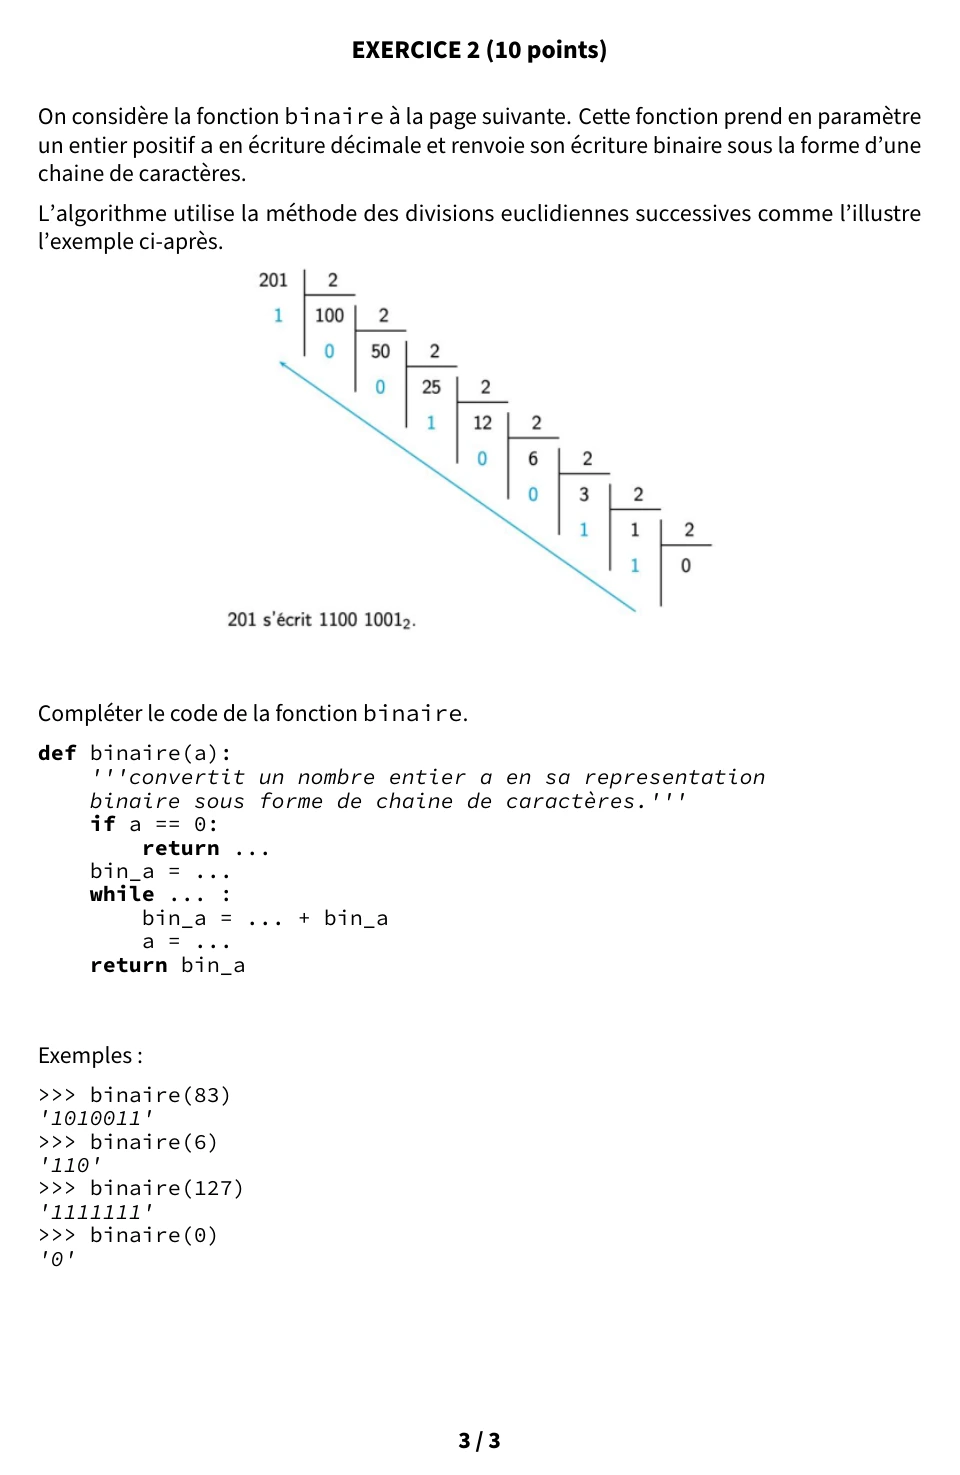 EXERCICE 2 (10 points)
On considère la fonction binaire à la page suivante. Cette fonction prend en paramètre
un entier positif a en écriture décimale et renvoie son écriture binaire sous la forme d’une
chaine de caractères.
L’algorithme utilise la méthode des divisions euclidiennes successives comme l’illustre
l’exemple ci-après.
201 2
1 100 2
0 50 2
0 25 2
1 12 2
0 6 2
0 3 2
1 1 2
1 0
201 s’écrit 1100 1001₂.
Compléter le code de la fonction binaire.
def binaire(a):
    '''convertit un nombre entier a en sa representation
    binaire sous forme de chaine de caractères.'''
    if a == 0:
        return ...
    bin_a = ...
    while ... :
        bin_a = ... + bin_a
        a = ...
    return bin_a
Exemples :
>>> binaire(83)
'1010011'
>>> binaire(6)
'110'
>>> binaire(127)
'1111111'
>>> binaire(0)
'0'
3 / 3